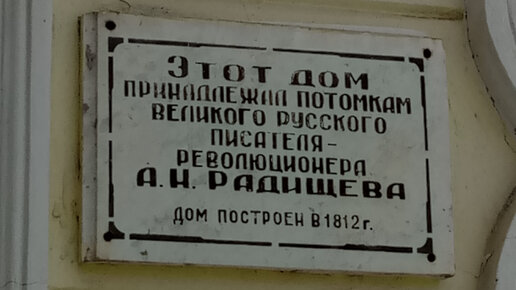 Этот дом
принадлежал потомкам
великого русского
писателя-
революционера
А.Н. Радищева
дом построен в 1812 г.